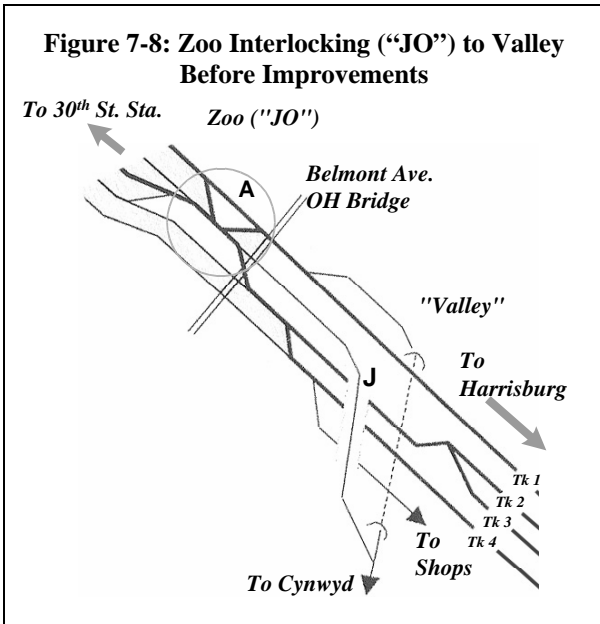 Figure 7-8: Zoo Interlocking (“JO”) to Valley
Before Improvements
To 30th St. Sta.
Zoo ("JO")
A
Belmont Ave.
OH Bridge
"Valley"
J
To
Harrisburg
Tk 1
Tk 2
Tk 3
Tk 4
To
Shops
To Cynwyd